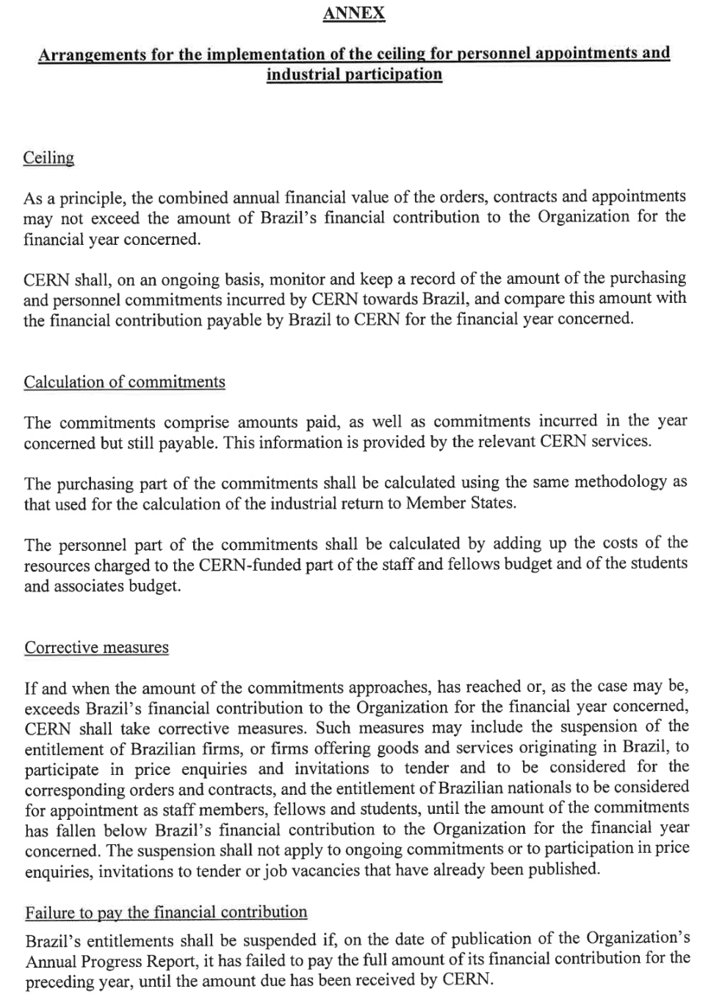 ANNEX
Arrangements for the implementation of the ceiling for personnel appointments and
industrial participation
Ceiling
As a principle, the combined annual financial value of the orders, contracts and appointments
may not exceed the amount of Brazil's financial contribution to the Organization for the
financial year concerned.
CERN shall, on an ongoing basis, monitor and keep a record of the amount of the purchasing
and personnel commitments incurred by CERN towards Brazil, and compare this amount with
the financial contribution payable by Brazil to CERN for the financial year concerned.
Calculation of commitments
The commitments comprise amounts paid, as well as commitments incurred in the year
concerned but still payable. This information is provided by the relevant CERN services.
The purchasing part of the commitments shall be calculated using the same methodology as
that used for the calculation of the industrial return to Member States.
The personnel part of the commitments shall be calculated by adding up the costs of the
resources charged to the CERN-funded part of the staff and fellows budget and of the students
and associates budget.
Corrective measures
If and when the amount of the commitments approaches, has reached or, as the case may be,
exceeds Brazil's financial contribution to the Organization for the financial year concerned,
CERN shall take corrective measures. Such measures may include the suspension of the
entitlement of Brazilian firms, or firms offering goods and services originating in Brazil, to
participate in price enquiries and invitations to tender and to be considered for the
corresponding orders and contracts, and the entitlement of Brazilian nationals to be considered
for appointment as staff members, fellows and students, until the amount of the commitments
has fallen below Brazil's financial contribution to the Organization for the financial year
concerned. The suspension shall not apply to ongoing commitments or to participation in price
enquiries, invitations to tender or job vacancies that have already been published.
Failure to pay the financial contribution
Brazil's entitlements shall be suspended if, on the date of publication of the Organization's
Annual Progress Report, it has failed to pay the full amount of its financial contribution for the
preceding year, until the amount due has been received by CERN.